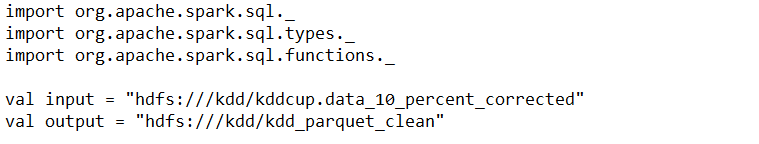 import org.apache.spark.sql._
import org.apache.spark.sql.types._
import org.apache.spark.sql.functions._
val input = "hdfs:///kdd/kddcup.data_10_percent_corrected"
val output = "hdfs:///kdd/kdd_parquet_clean"